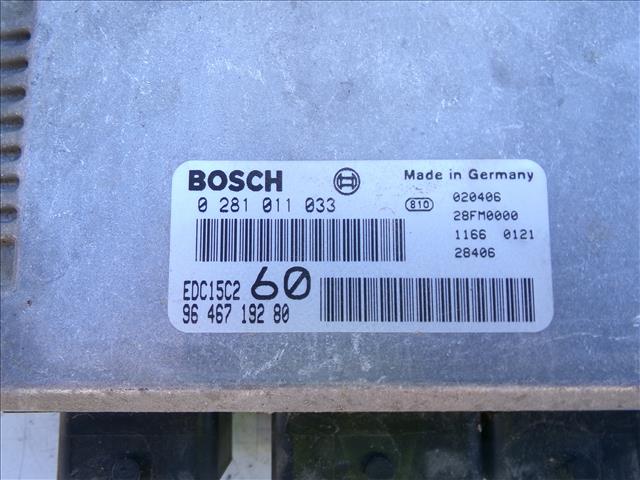 BOSCH
Made in Germany
0 281 011 033
810
020406
28FM0000
1166 0121
28406
EDC15C2 60
96 467 192 80